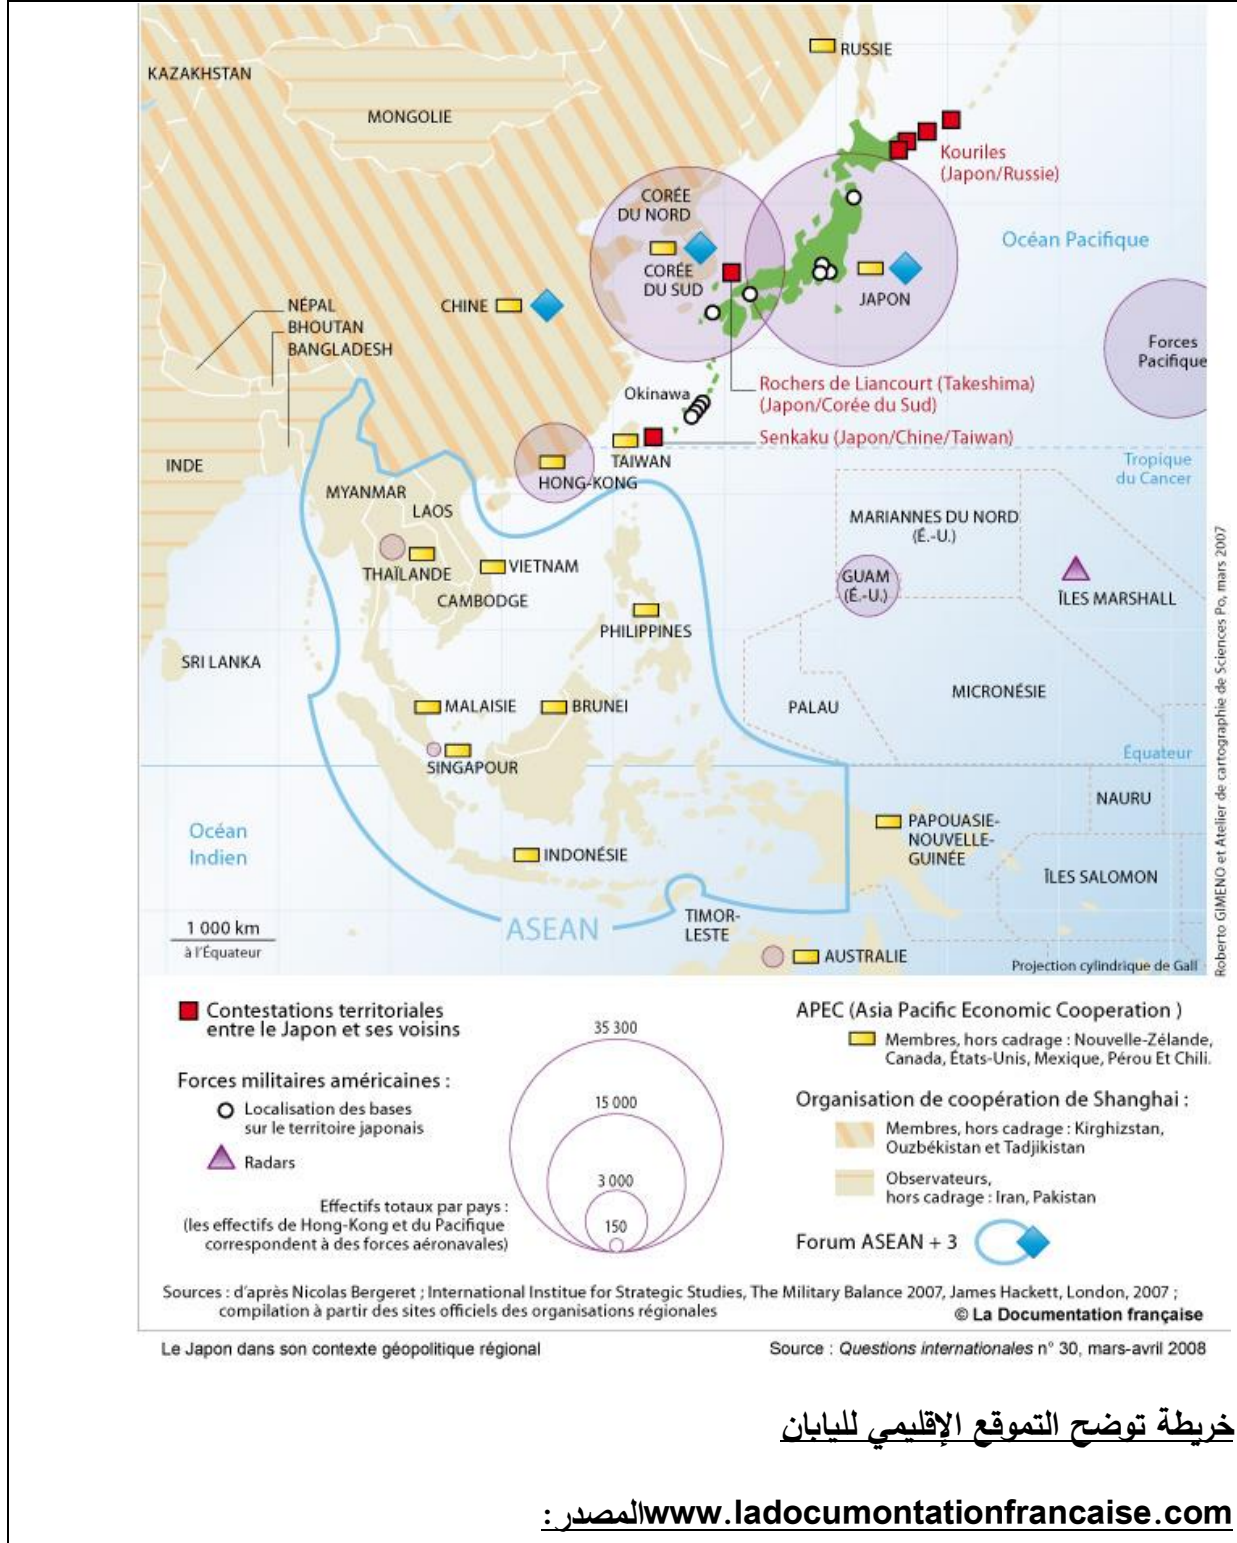 RUSSIE
KAZAKHSTAN
MONGOLIE
Kouriles
(Japon/Russie)
CORÉE
DU NORD
Océan Pacifique
CORÉE
DU SUD
JAPON
CHINE
NÉPAL
BHOUTAN
BANGLADESH
Forces
Pacifique
Okinawa
Rochers de Liancourt (Takeshima)
(Japon/Corée du Sud)
Senkaku (Japon/Chine/Taiwan)
TAIWAN
Tropique
du Cancer
INDE
HONG-KONG
MYANMAR
LAOS
MARIANNES DU NORD
(É.-U.)
THAÏLANDE
VIETNAM
GUAM
(É.-U.)
ÎLES MARSHALL
CAMBODGE
PHILIPPINES
SRI LANKA
MICRONÉSIE
MALAISIE
BRUNEI
PALAU
SINGAPOUR
Équateur
NAURU
Océan
Indien
PAPOUASIE-
NOUVELLE-
GUINÉE
INDONÉSIE
ÎLES SALOMON
ASEAN
TIMOR-
LESTE
1 000 km
à l'Équateur
AUSTRALIE
Projection cylindrique de Gall
Roberto GIMENO et Atelier de cartographie de Sciences Po, mars 2007
Contestations territoriales
entre le Japon et ses voisins
Forces militaires américaines :
Localisation des bases
sur le territoire japonais
Radars
Effectifs totaux par pays :
(les effectifs de Hong-Kong et du Pacifique
correspondent à des forces aéronavales)
35 300
15 000
3 000
150
APEC (Asia Pacific Economic Cooperation )
Membres, hors cadrage : Nouvelle-Zélande,
Canada, États-Unis, Mexique, Pérou Et Chili.
Organisation de coopération de Shanghai :
Membres, hors cadrage : Kirghizstan,
Ouzbékistan et Tadjikistan
Observateurs,
hors cadrage : Iran, Pakistan
Forum ASEAN + 3
Sources : d'après Nicolas Bergeret ; International Institue for Strategic Studies, The Military Balance 2007, James Hackett, London, 2007 ;
compilation à partir des sites officiels des organisations régionales
© La Documentation française
Le Japon dans son contexte géopolitique régional
Source : Questions internationales n° 30, mars-avril 2008
خريطة توضح التموقع الإقليمي لليابان
المصدر: www.ladocumontationfrancaise.com